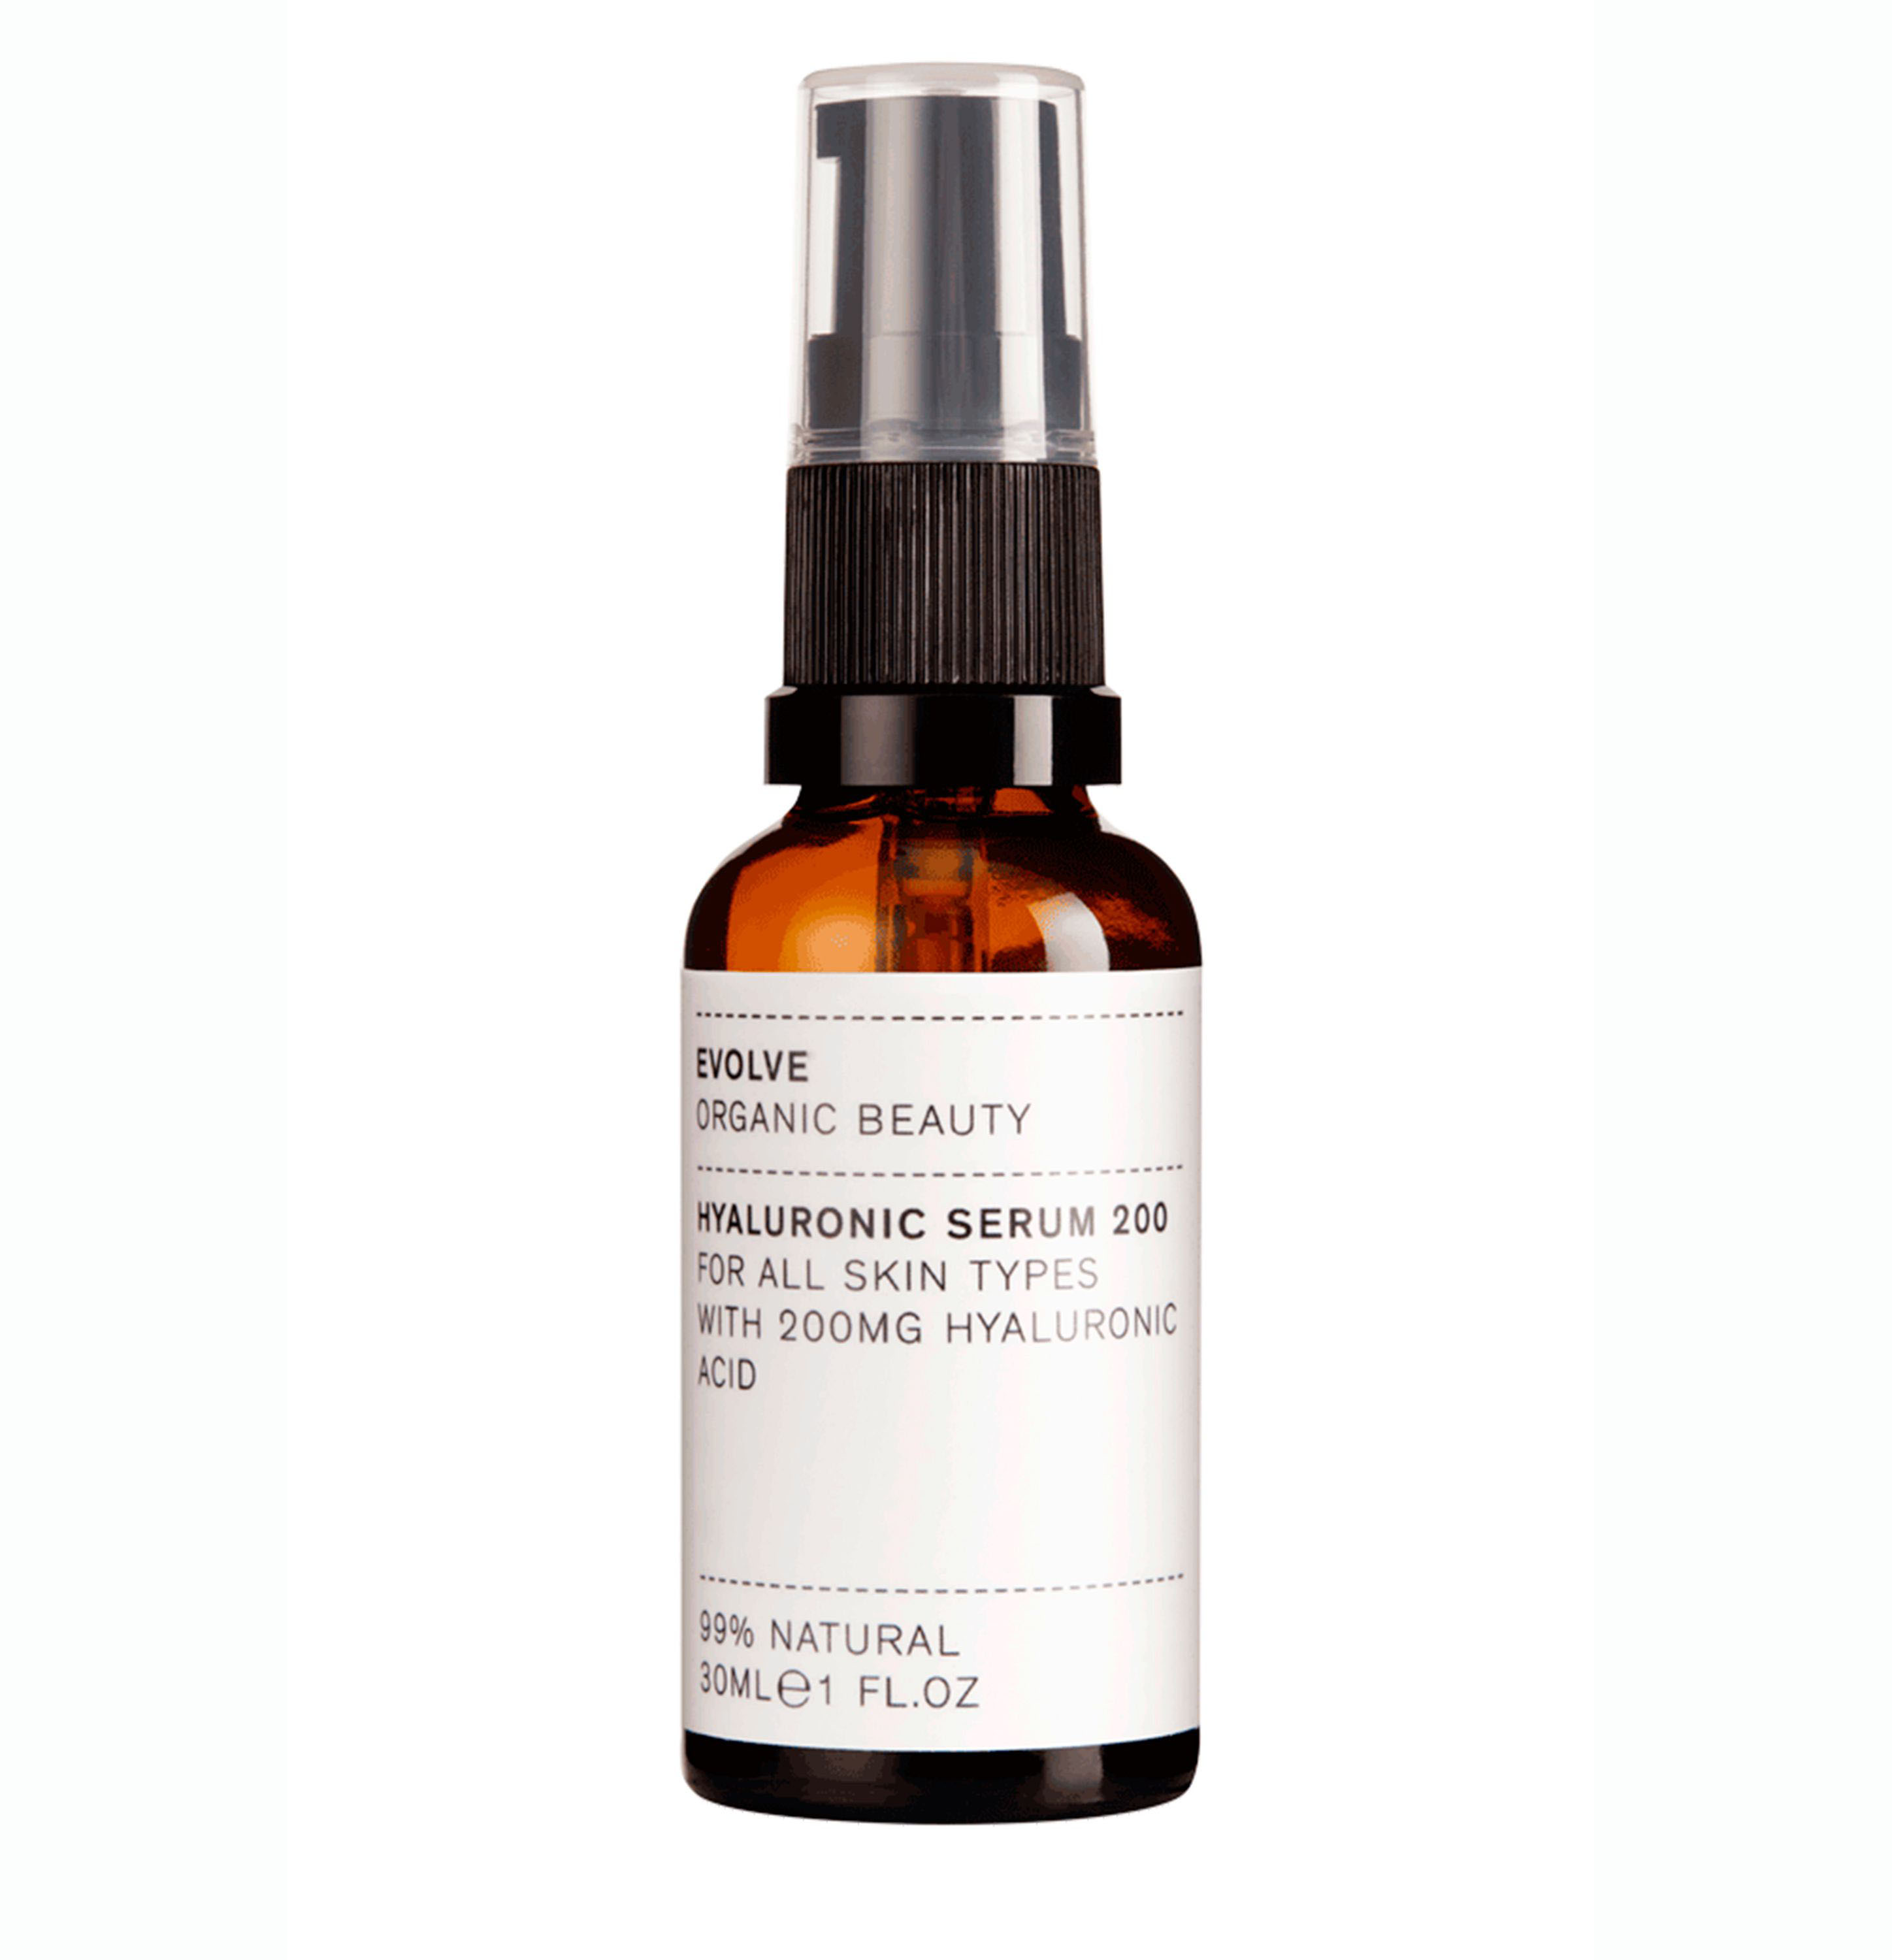 EVOLVE
ORGANIC BEAUTY
HYALURONIC SERUM 200
FOR ALL SKIN TYPES
WITH 200MG HYALURONIC
ACID
99% NATURAL
30ML℮1 FL.OZ